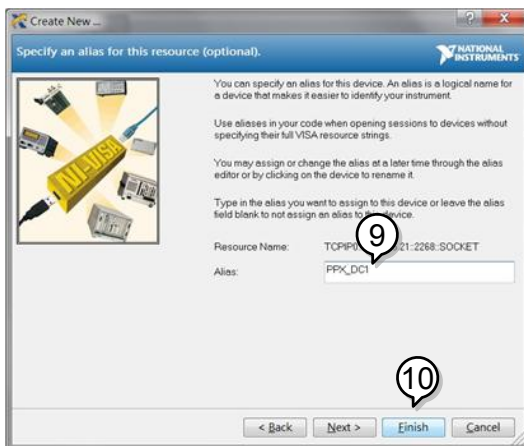 Create New ...
Specify an alias for this resource (optional).
NATIONAL INSTRUMENTS
You can specify an alias for this device. An alias is a logical name for
a device that makes it easier to identify your instrument.
Use aliases in your code when opening sessions to devices without
specifying their full VISA resource strings.
You may assign or change the alias at a later time through the alias
editor or by clicking on the device to rename it.
Type in the alias you want to assign to this device or leave the alias
field blank to not assign an alias to this device.
NI-VISA
9
Resource Name: 21::2268::SOCKET
Alias: PPX_DC1
10
< Back Next > Finish Cancel